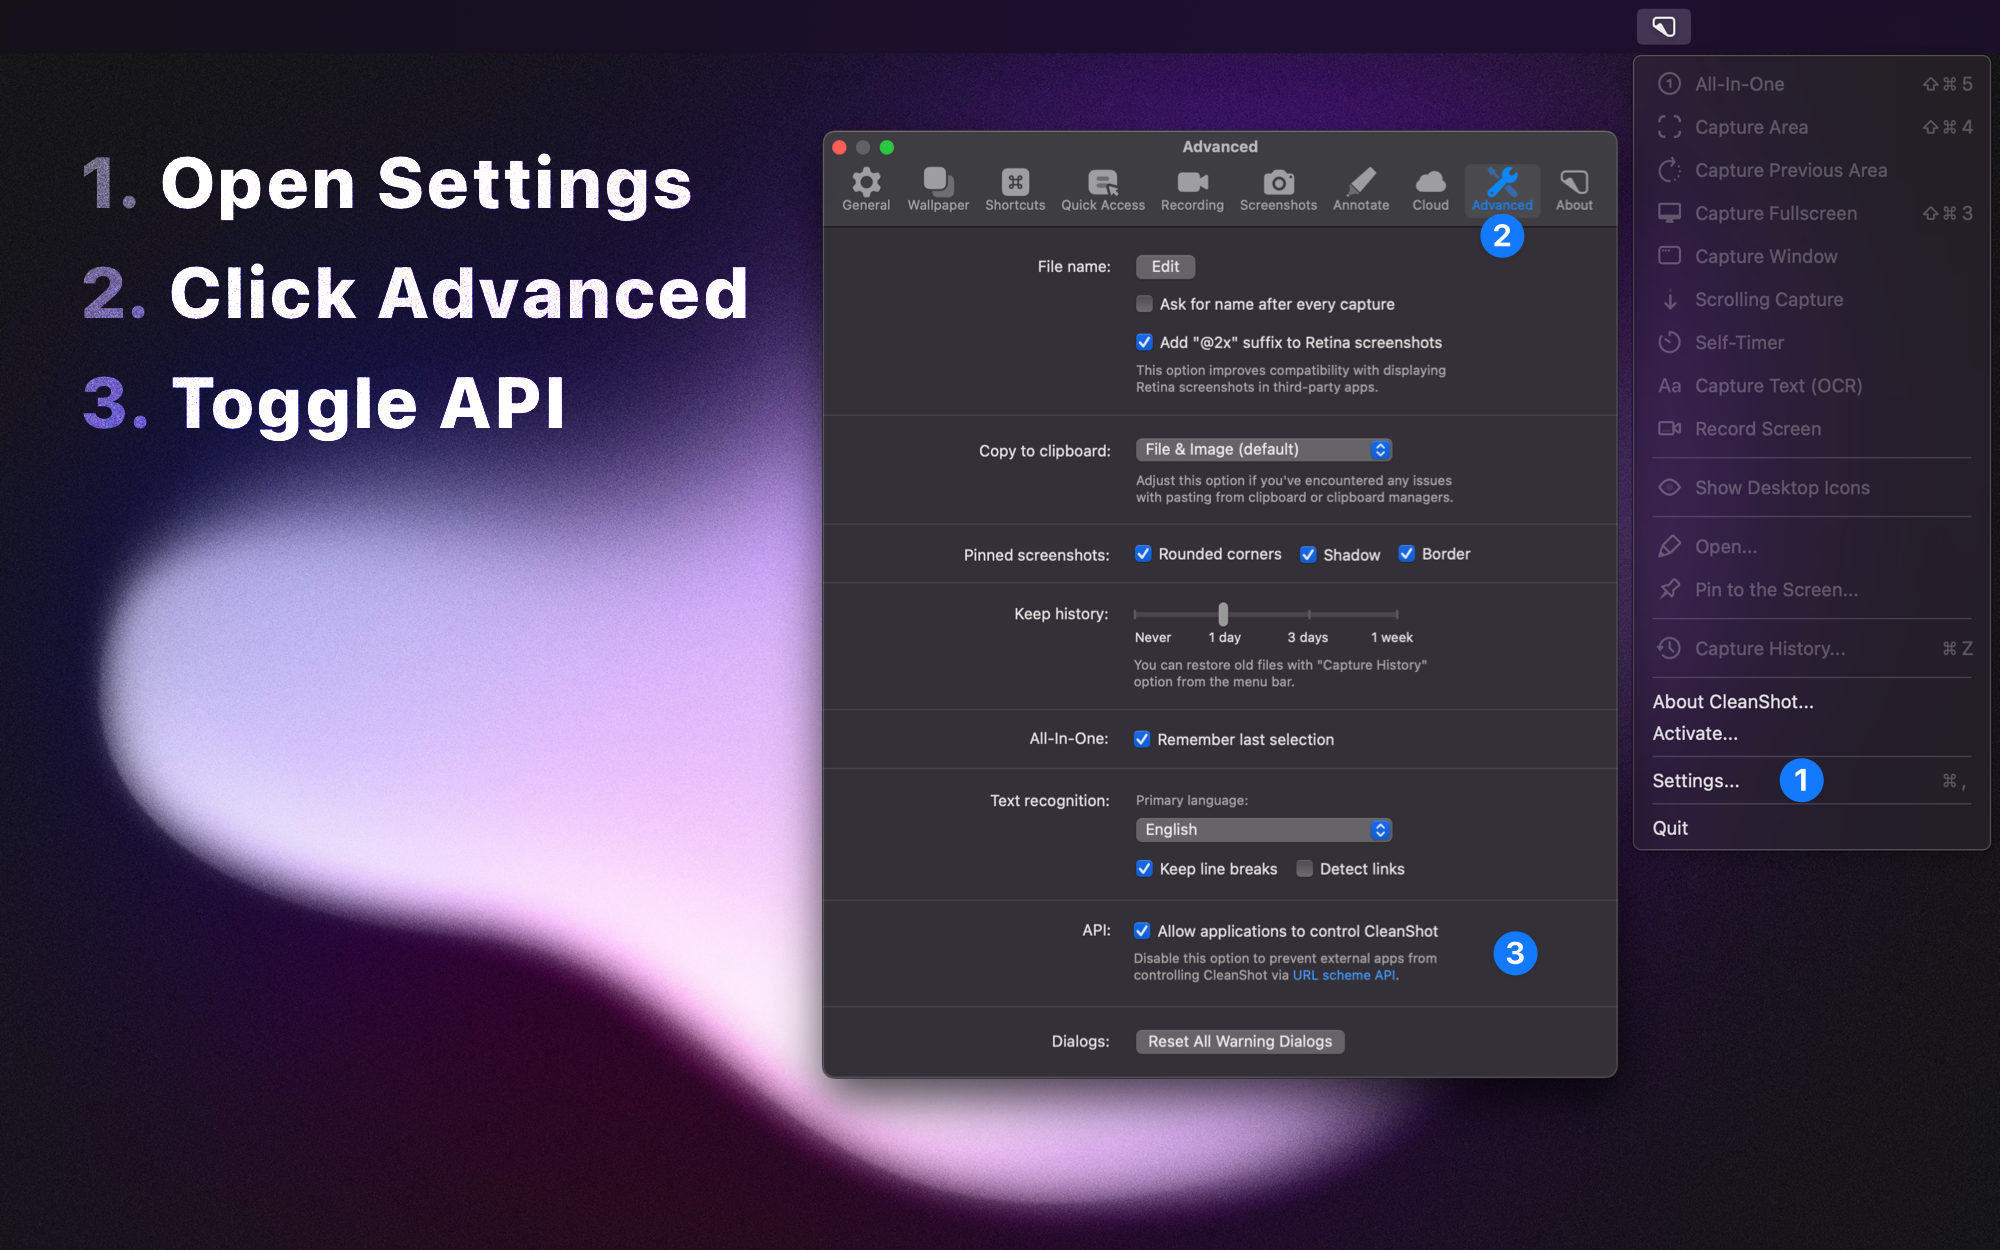 1. Open Settings
2. Click Advanced
3. Toggle API
Advanced
General
Wallpaper
Shortcuts
Quick Access
Recording
Screenshots
Annotate
Cloud
Advanced
About
2
File name:
Edit
Ask for name after every capture
Add "@2x" suffix to Retina screenshots
This option improves compatibility with displaying
Retina screenshots in third-party apps.
Copy to clipboard:
File & Image (default)
Adjust this option if you've encountered any issues
with pasting from clipboard or clipboard managers.
Pinned screenshots:
Rounded corners
Shadow
Border
Keep history:
Never
1 day
3 days
1 week
You can restore old files with "Capture History"
option from the menu bar.
All-In-One:
Remember last selection
Text recognition:
Primary language:
English
Keep line breaks
Detect links
API:
Allow applications to control CleanShot
3
Disable this option to prevent external apps from
controlling CleanShot via URL scheme API.
Dialogs:
Reset All Warning Dialogs
All-In-One ⇧⌘5
Capture Area ⇧⌘4
Capture Previous Area
Capture Fullscreen ⇧⌘3
Capture Window
Scrolling Capture
Self-Timer
Aa Capture Text (OCR)
Record Screen
Show Desktop Icons
Open...
Pin to the Screen...
Capture History... ⌘Z
About CleanShot...
Activate...
Settings... 1 ⌘,
Quit